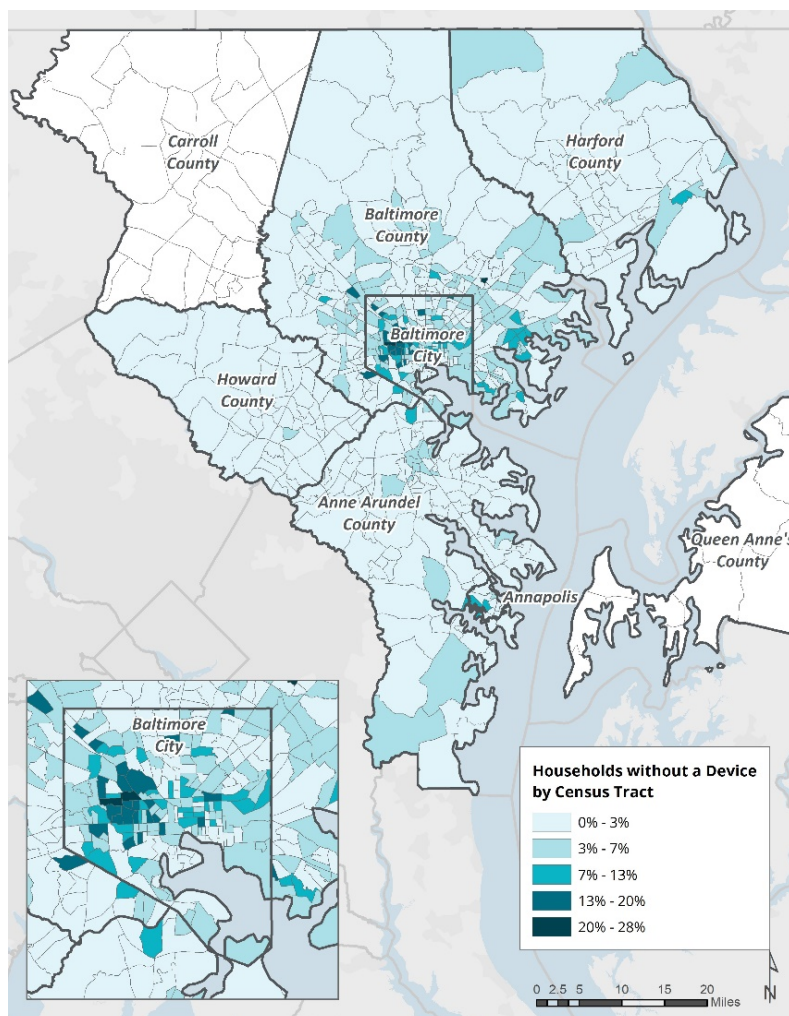 Carroll
County
Harford
County
Baltimore
County
Baltimore
City
Howard
County
Anne Arundel
County
Queen Anne's
County
Annapolis
Baltimore
City
Households without a Device
by Census Tract
0% - 3%
3% - 7%
7% - 13%
13% - 20%
20% - 28%
0 2.5 5 10 15 20
Miles
N